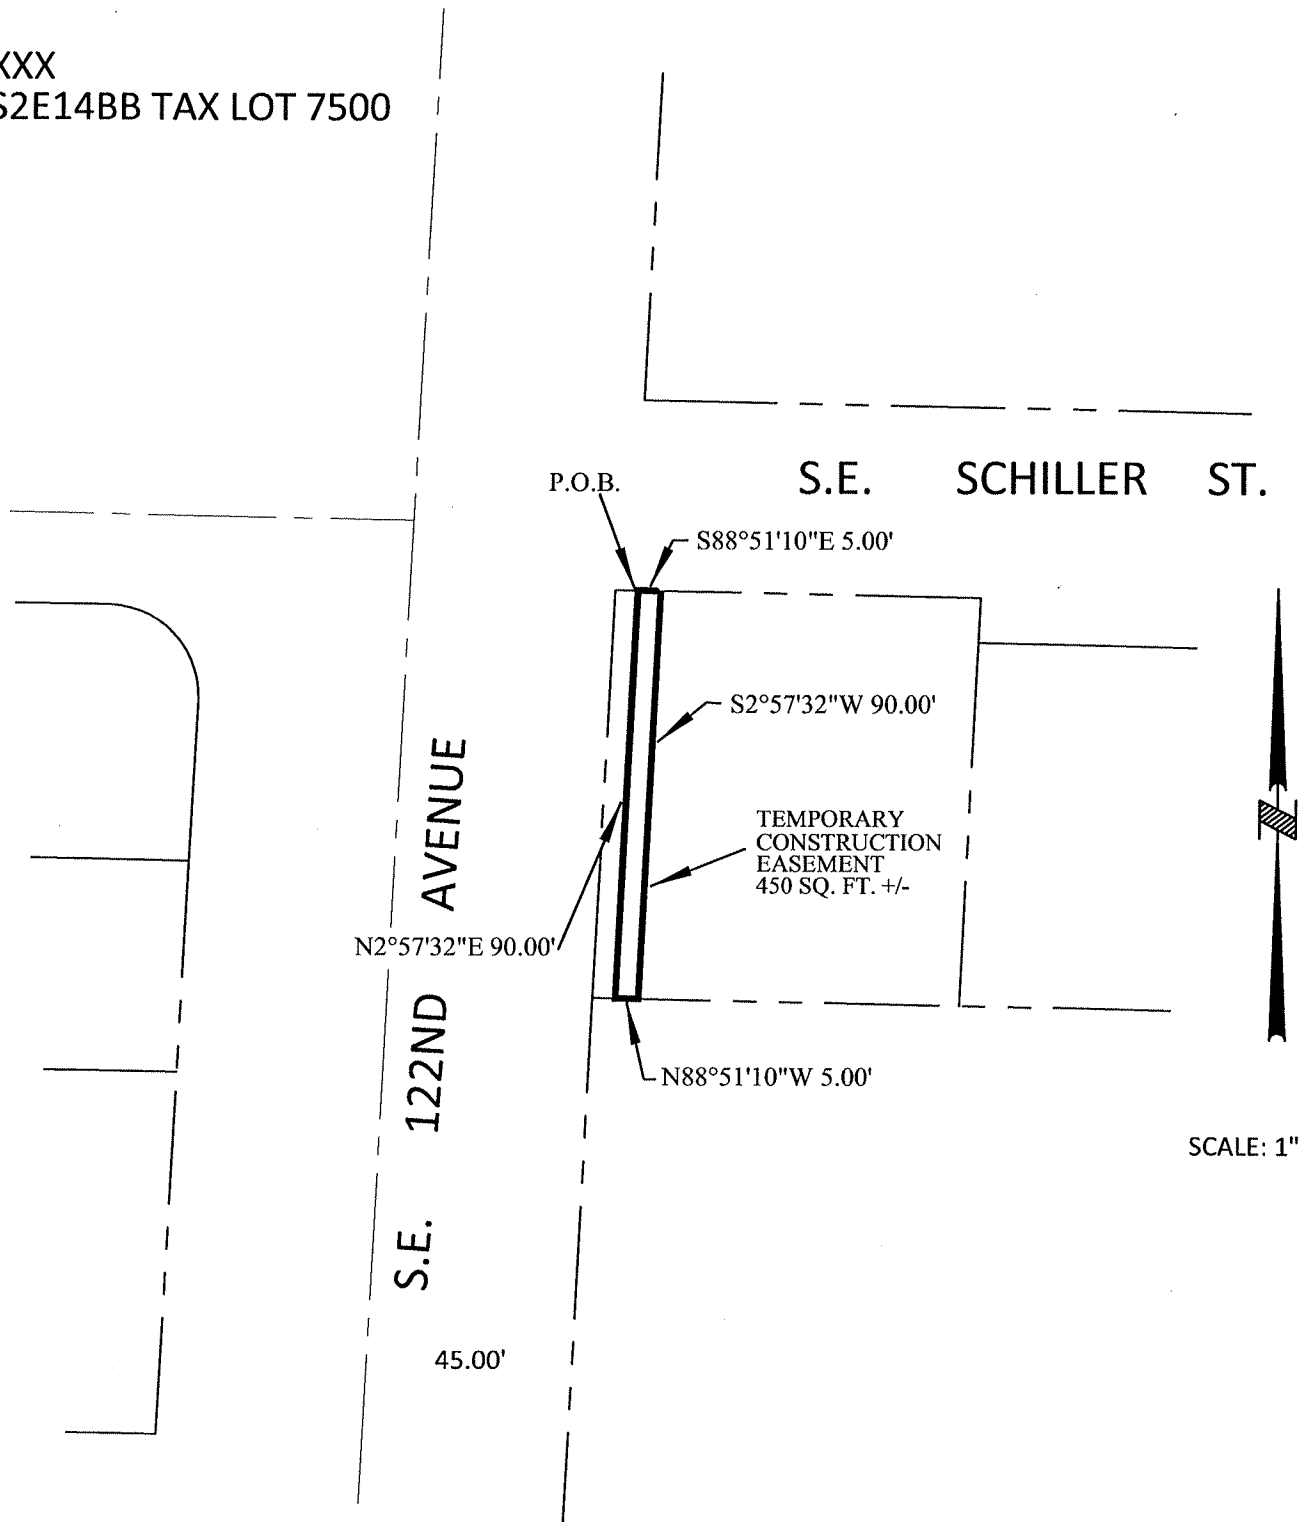 XXX
S2E14BB TAX LOT 7500
S.E. SCHILLER ST.
P.O.B.
S88°51'10"E 5.00'
S2°57'32"W 90.00'
TEMPORARY
CONSTRUCTION
EASEMENT
450 SQ. FT. +/-
N2°57'32"E 90.00'
S.E. 122ND AVENUE
N88°51'10"W 5.00'
SCALE: 1"
45.00'